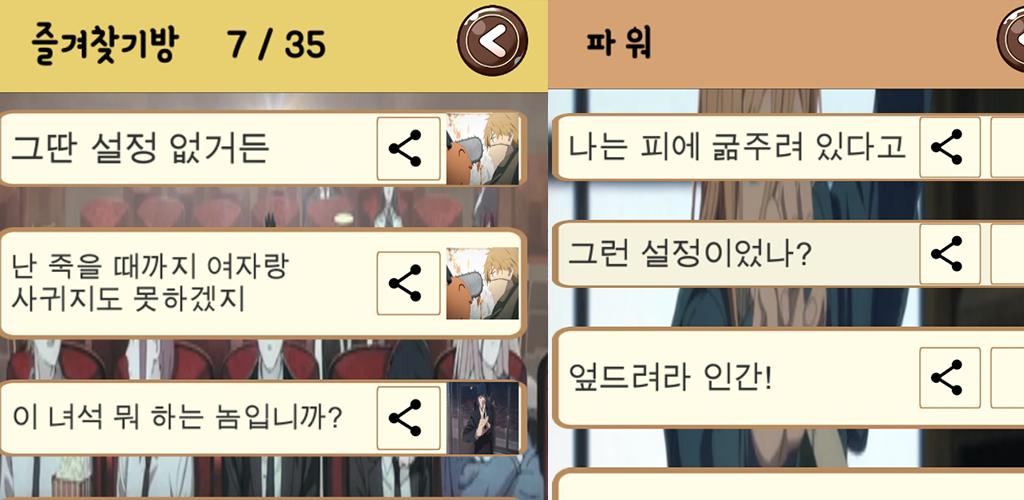 즐겨찾기방 7 / 35
그딴 설정 없거든
난 죽을 때까지 여자랑
사귀지도 못하겠지
이 녀석 뭐 하는 놈입니까?
파워
나는 피에 굶주려 있다고
그런 설정이었나?
엎드려라 인간!